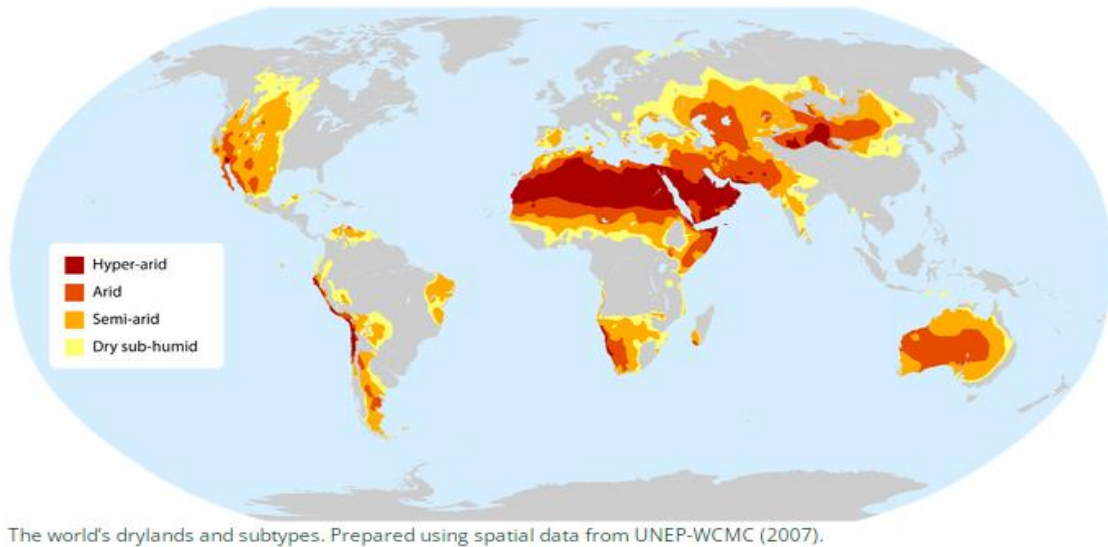 Hyper-arid
Arid
Semi-arid
Dry sub-humid
The world's drylands and subtypes. Prepared using spatial data from UNEP-WCMC (2007).